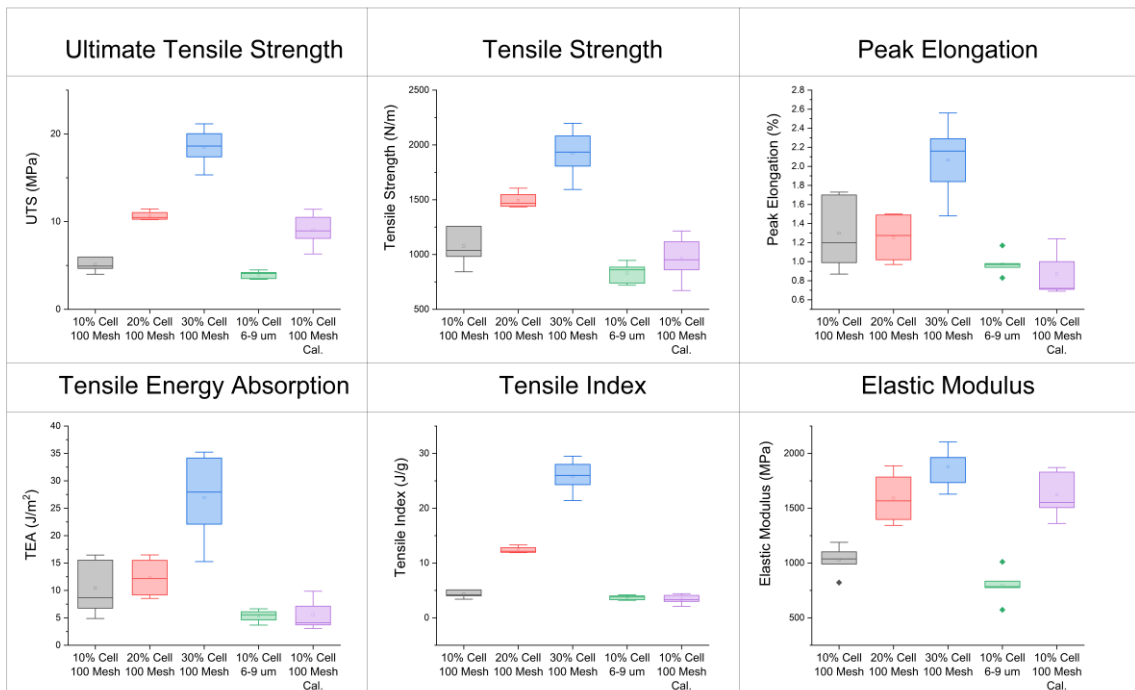 Ultimate Tensile Strength
Tensile Strength
Peak Elongation
UTS (MPa)
20
10
0
10% Cell 20% Cell 30% Cell 10% Cell 10% Cell
100 Mesh 100 Mesh 100 Mesh 6-9 um 100 Mesh
Cal.
Tensile Strength (N/m)
2500
2000
1500
1000
500
10% Cell 20% Cell 30% Cell 10% Cell 10% Cell
100 Mesh 100 Mesh 100 Mesh 6-9 um 100 Mesh
Cal.
Peak Elongation (%)
2.8
2.6
2.4
2.2
2.0
1.8
1.6
1.4
1.2
1.0
0.8
0.6
10% Cell 20% Cell 30% Cell 10% Cell 10% Cell
100 Mesh 100 Mesh 100 Mesh 6-9 um 100 Mesh
Cal.
Tensile Energy Absorption
Tensile Index
Elastic Modulus
TEA (J/m²)
40
35
30
25
20
15
10
5
0
10% Cell 20% Cell 30% Cell 10% Cell 10% Cell
100 Mesh 100 Mesh 100 Mesh 6-9 um 100 Mesh
Cal.
Tensile Index (J/g)
30
20
10
0
10% Cell 20% Cell 30% Cell 10% Cell 10% Cell
100 Mesh 100 Mesh 100 Mesh 6-9 um 100 Mesh
Cal.
Elastic Modulus (MPa)
2000
1500
1000
500
10% Cell 20% Cell 30% Cell 10% Cell 10% Cell
100 Mesh 100 Mesh 100 Mesh 6-9 um 100 Mesh
Cal.